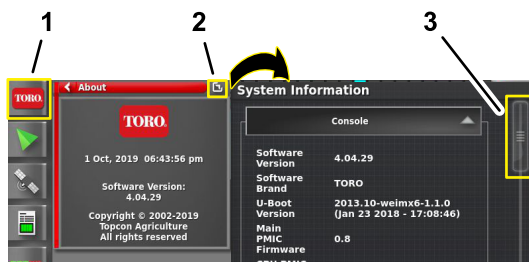 1
2
3
TORO.
About
TORO.
1 Oct, 2019 06:43:56 pm
Software Version:
4.04.29
Copyright © 2002-2019
Topcon Agriculture
All rights reserved
System Information
Console
Software Version 4.04.29
Software Brand TORO
U-Boot Version 2013.10-weimx6-1.1.0 (Jan 23 2018 - 17:08:46)
Main PMIC Firmware 0.8